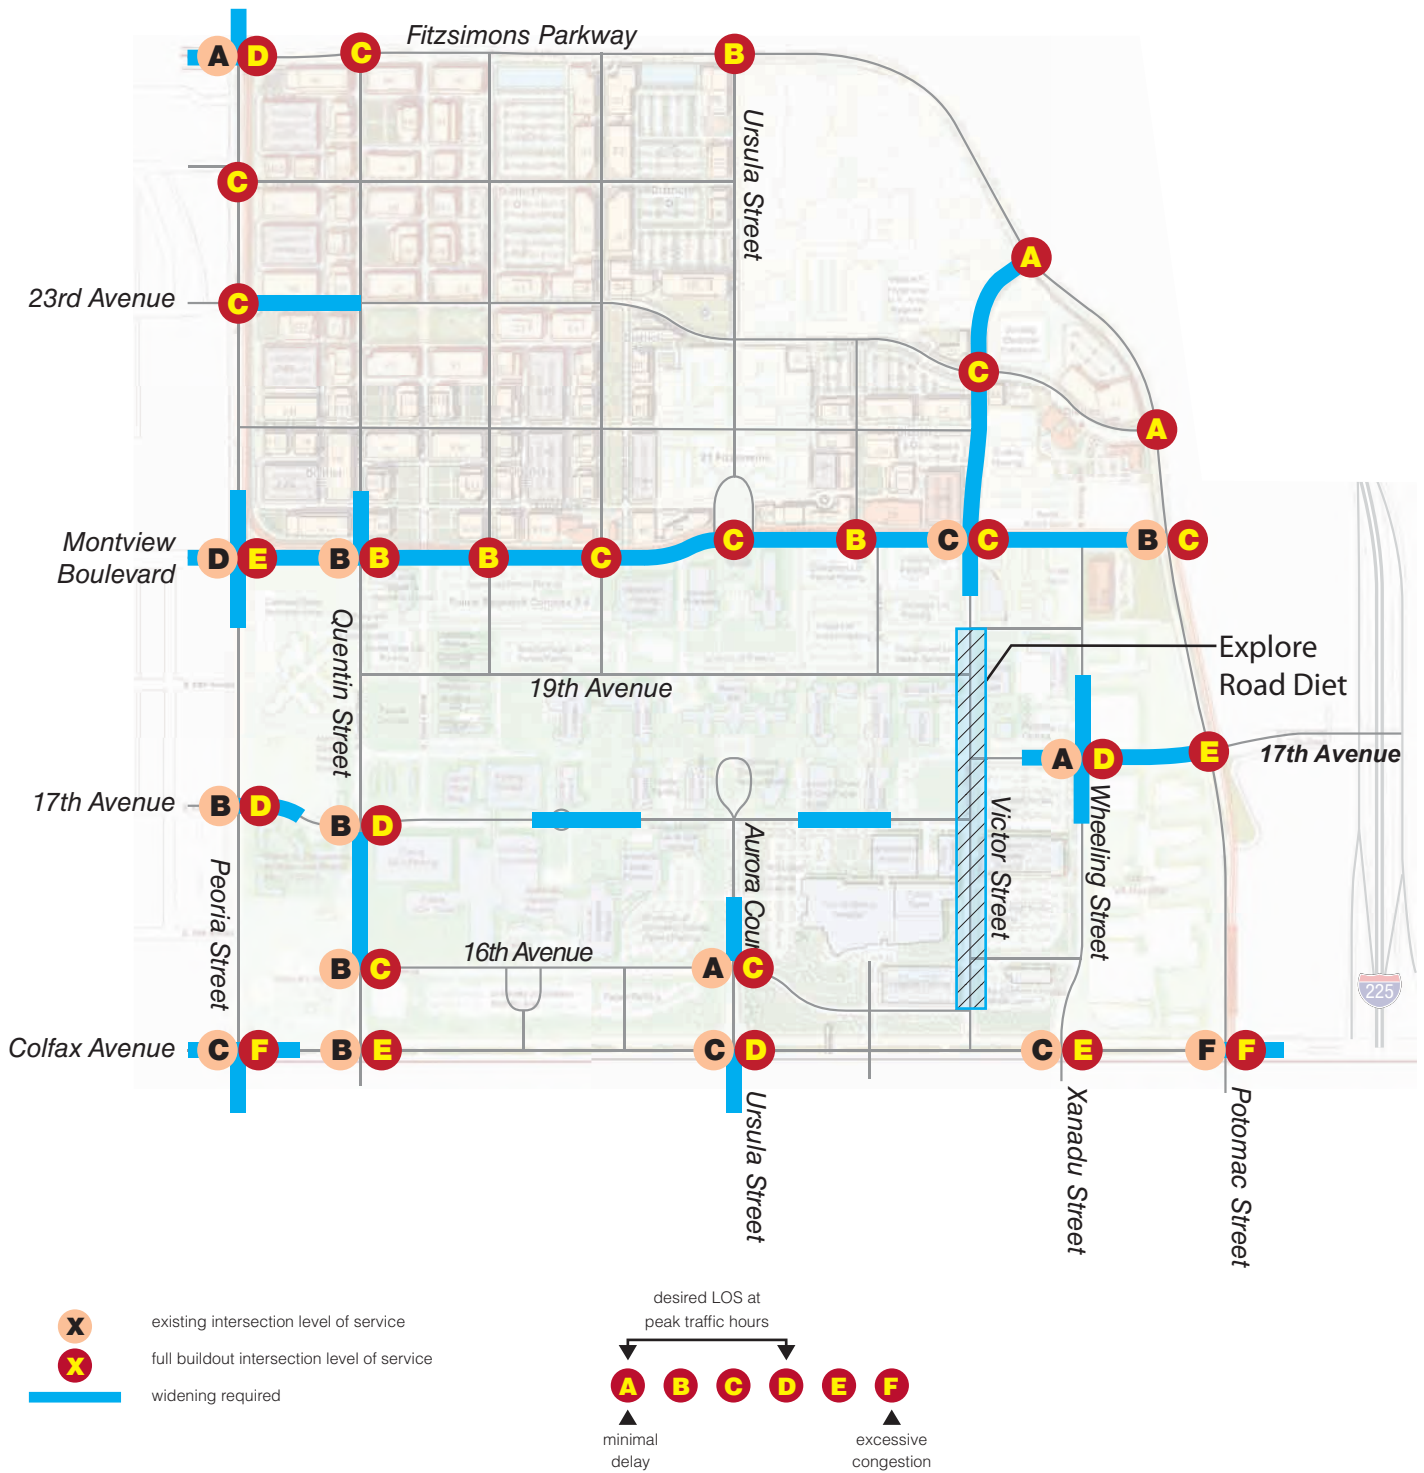 Fitzsimons Parkway
A D C B
Ursula Street
C
A
23rd Avenue C
C
A
Montview
Boulevard
D E B B B C C B C C B C
Quentin Street
Explore
Road Diet
19th Avenue
A D E
17th Avenue
17th Avenue B D B D
Victor Street
Wheeling Street
Aurora Cour
Peoria Street
16th Avenue
B C A C
225
Colfax Avenue C F B E C D C E F F
Ursula Street
Xanadu Street
Potomac Street
X existing intersection level of service
X full buildout intersection level of service
widening required
desired LOS at
peak traffic hours
A B C D E F
minimal
delay
excessive
congestion